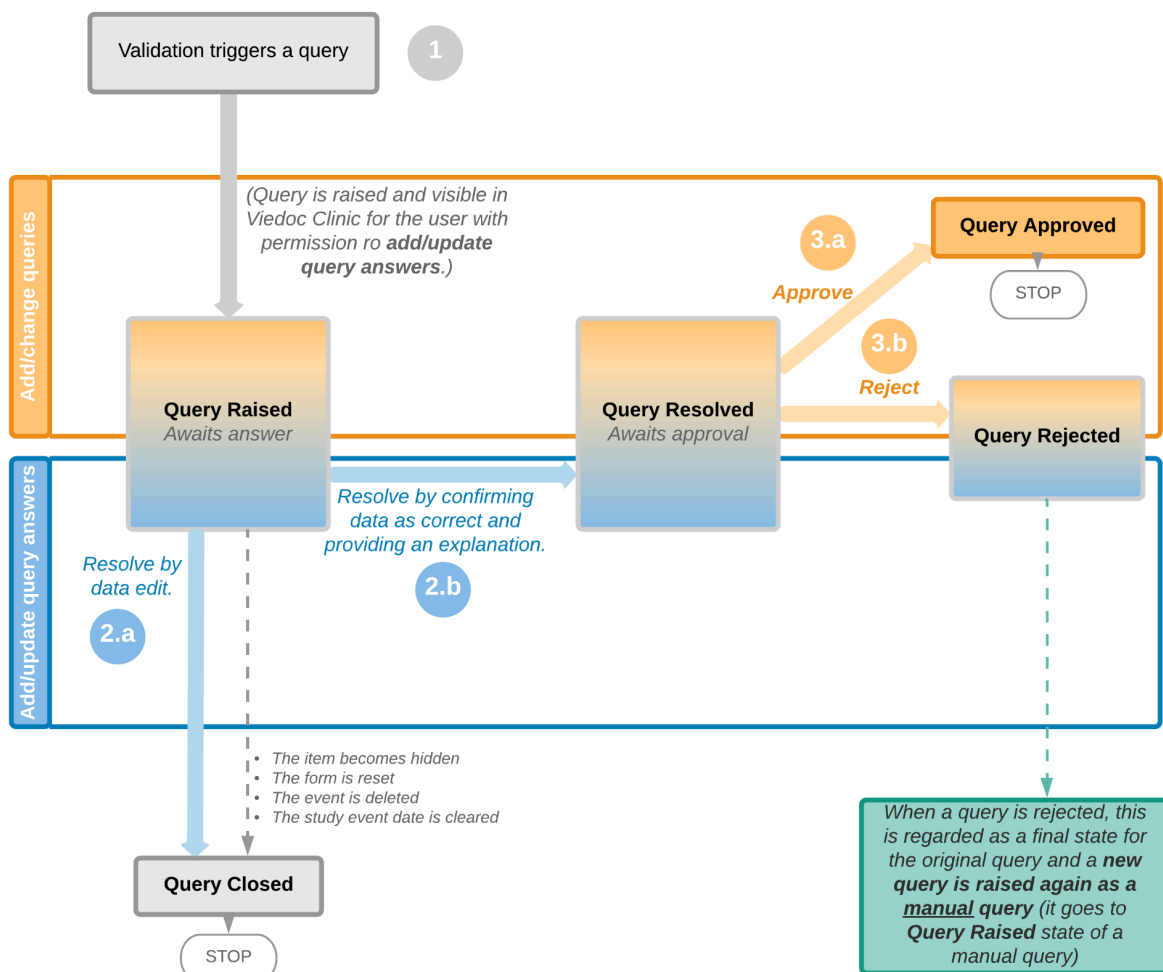 Validation triggers a query
1
Add/change queries
(Query is raised and visible in
Viedoc Clinic for the user with
permission ro add/update
query answers.)
3.a
Approve
Query Approved
STOP
3.b
Reject
Query Raised
Awaits answer
Query Resolved
Awaits approval
Query Rejected
Add/update query answers
Resolve by
data edit.
2.a
Resolve by confirming
data as correct and
providing an explanation.
2.b
• The item becomes hidden
• The form is reset
• The event is deleted
• The study event date is cleared
Query Closed
STOP
When a query is rejected, this
is regarded as a final state for
the original query and a new
query is raised again as a
manual query (it goes to
Query Raised state of a
manual query)